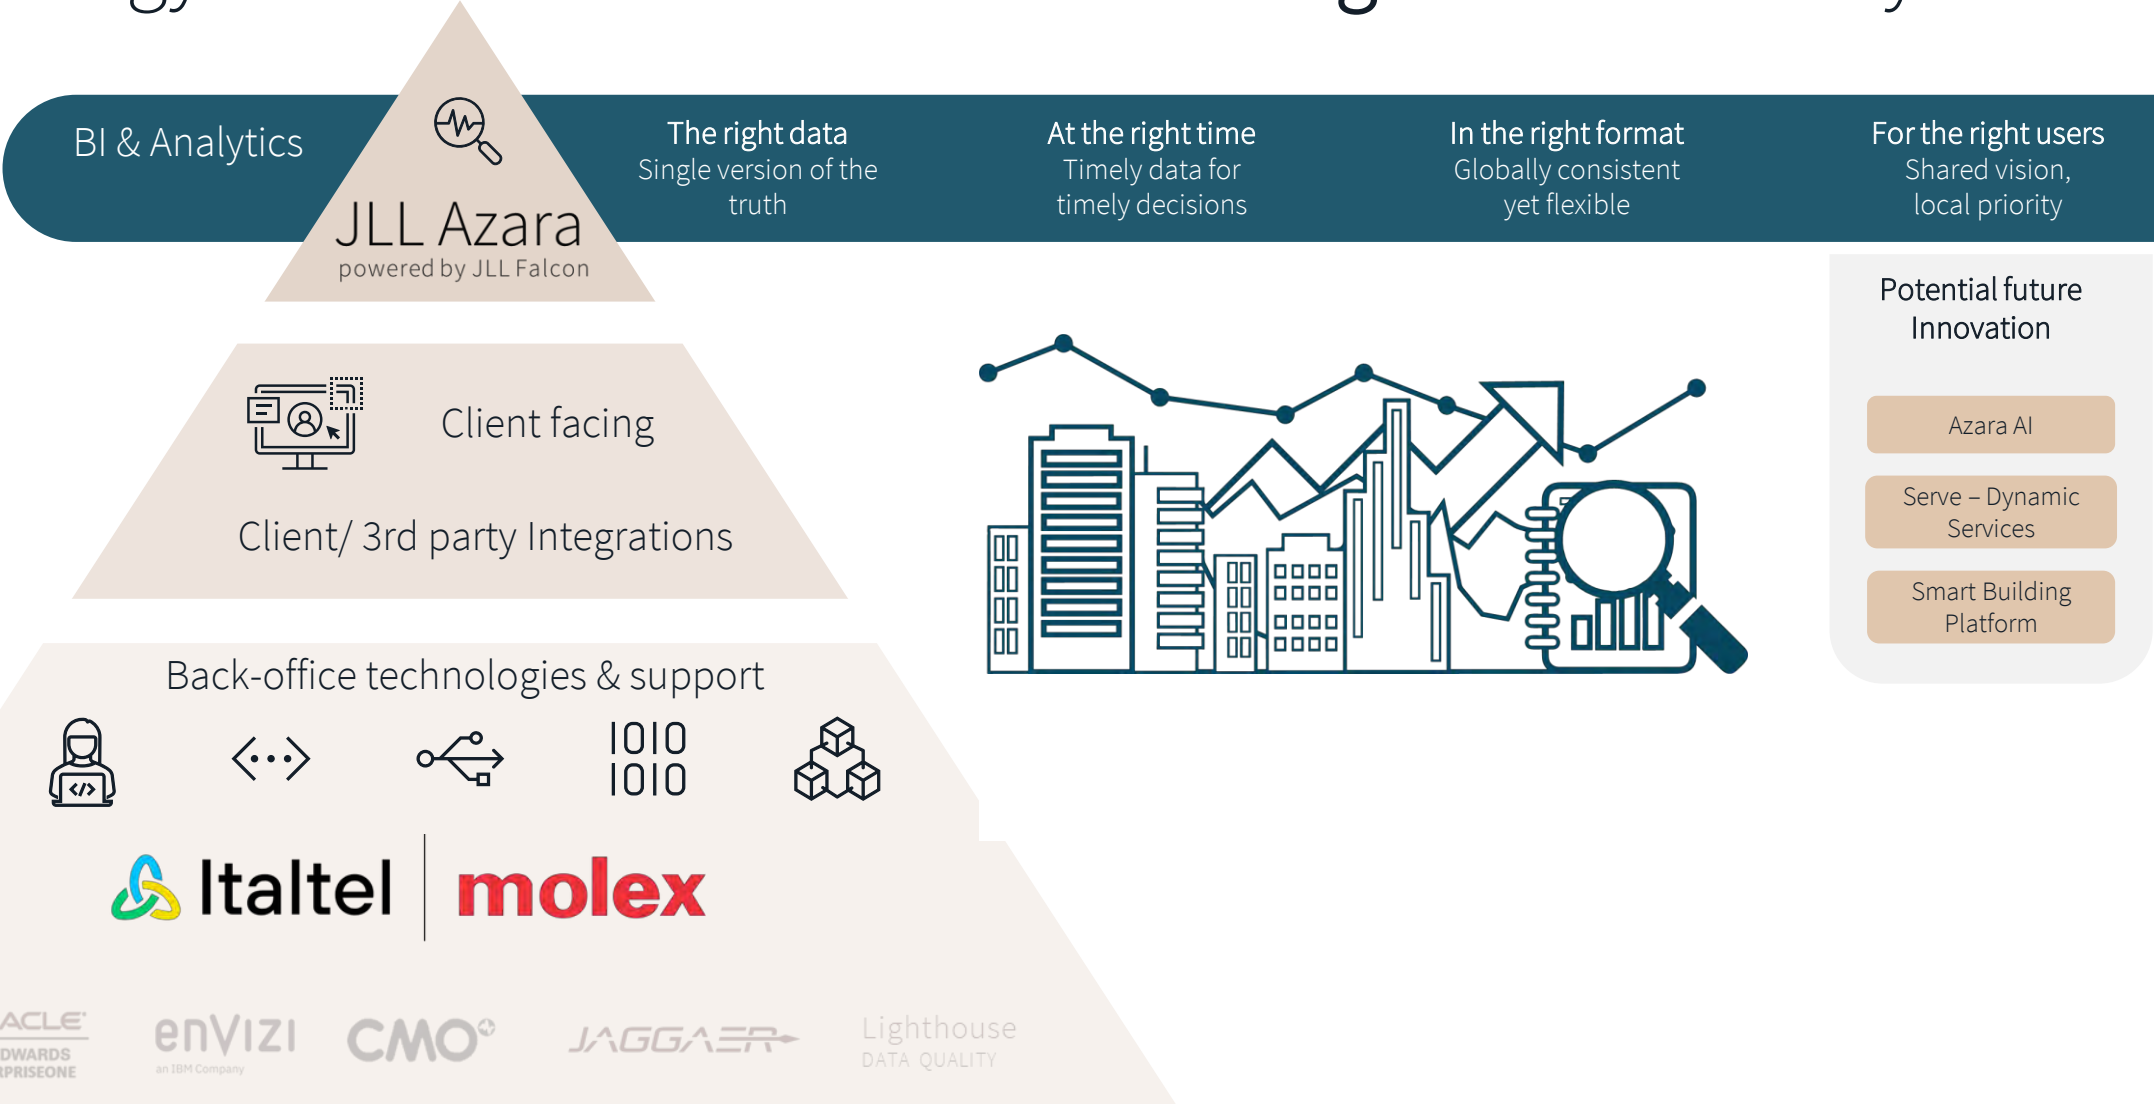 BI & Analytics
JLL Azara
powered by JLL Falcon
The right data
Single version of the
truth
At the right time
Timely data for
timely decisions
In the right format
Globally consistent
yet flexible
For the right users
Shared vision,
local priority
Potential future
Innovation
Azara AI
Serve – Dynamic
Services
Smart Building
Platform
Client facing
Client/ 3rd party Integrations
Back-office technologies & support
</>
1010
1010
Italtel
molex
ACLE
DWARDS
RPRISEONE
enVIZI
an IBM Company
CMO
JAGGAER
Lighthouse
DATA QUALITY